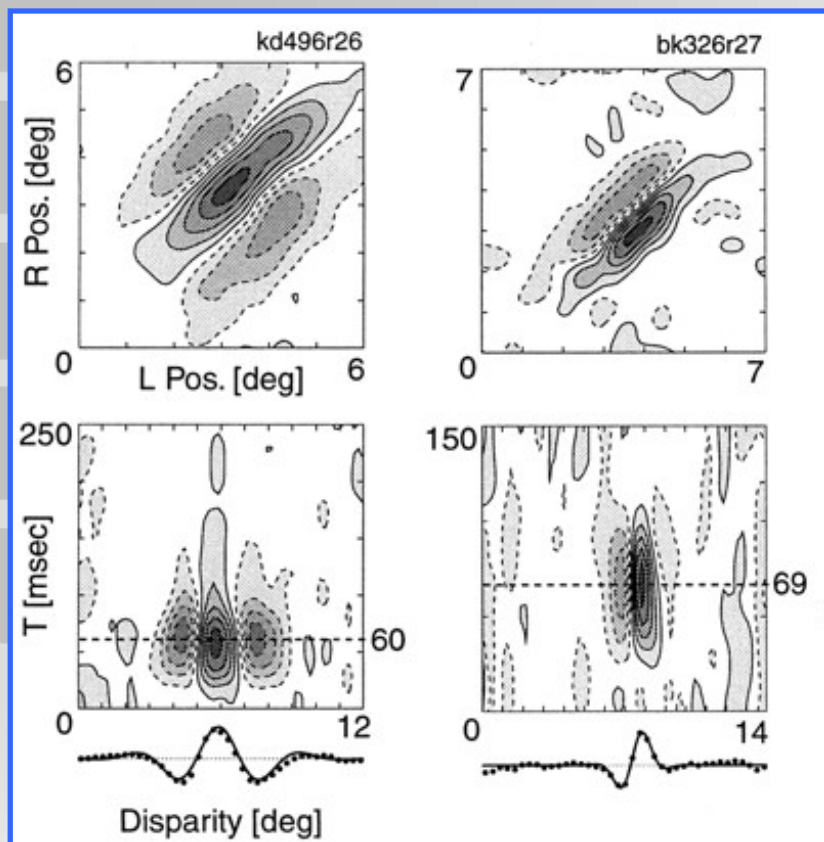 kd496r26
bk326r27
6
7
R Pos. [deg]
0
6
0
7
L Pos. [deg]
250
150
T [msec]
60
69
0
12
0
14
Disparity [deg]